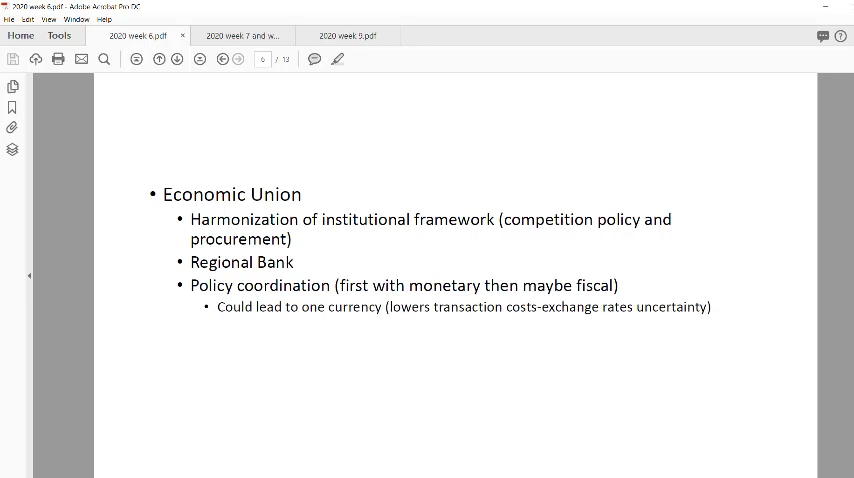 2020 week 6.pdf - Adobe Acrobat Pro DC
File Edit View Window Help
Home Tools 2020 week 6.pdf × 2020 week 7 and w... 2020 week 9.pdf
6 / 13
• Economic Union
• Harmonization of institutional framework (competition policy and
procurement)
• Regional Bank
• Policy coordination (first with monetary then maybe fiscal)
• Could lead to one currency (lowers transaction costs-exchange rates uncertainty)